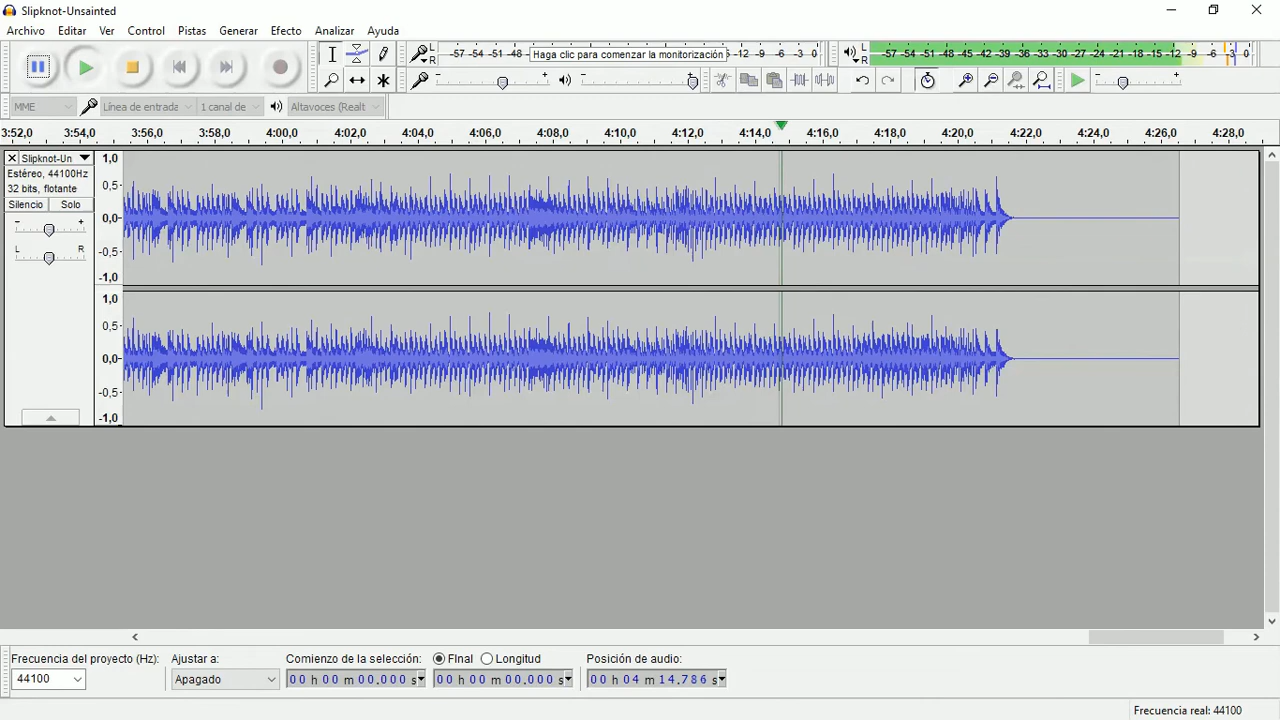 Slipknot-Unsainted
Archivo Editar Ver Control Pistas Generar Efecto Analizar Ayuda
L R -57 -54 -51 -48 Haga clic para comenzar la monitorización -12 -9 -6 -3 0
L R -57 -54 -51 -48 -45 -42 -39 -36 -33 -30 -27 -24 -21 -18 -15 -12 -9 -6 -3 0
- + - + - +
MME Línea de entrada 1 canal de Altavoces (Realt
3:52,0 3:54,0 3:56,0 3:58,0 4:00,0 4:02,0 4:04,0 4:06,0 4:08,0 4:10,0 4:12,0 4:14,0 4:16,0 4:18,0 4:20,0 4:22,0 4:24,0 4:26,0 4:28,0
Slipknot-Un
Estéreo, 44100Hz
32 bits, flotante
Silencio Solo
- +
L R
1,0
0,5
0,0
-0,5
-1,0
1,0
0,5
0,0
-0,5
-1,0
Frecuencia del proyecto (Hz): Ajustar a: Comienzo de la selección: FInal Longitud Posición de audio:
44100 Apagado 00 h 00 m 00.000 s 00 h 00 m 00.000 s 00 h 04 m 14.786 s
Frecuencia real: 44100